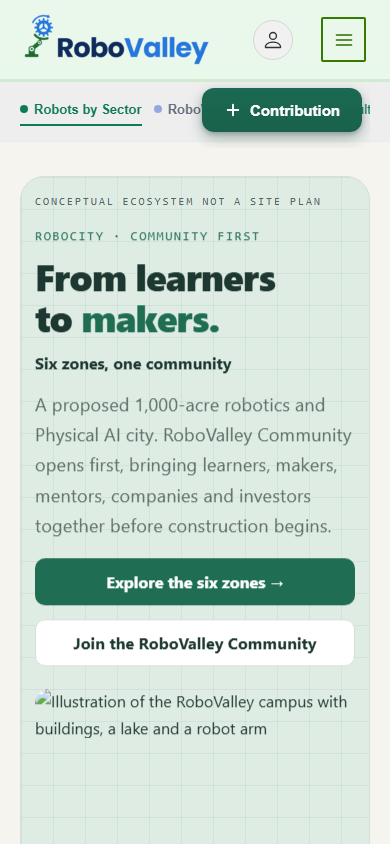 RoboValley
Robots by Sector
+ Contribution
CONCEPTUAL ECOSYSTEM NOT A SITE PLAN
ROBOCITY · COMMUNITY FIRST
From learners
to makers.
Six zones, one community
A proposed 1,000-acre robotics and
Physical AI city. RoboValley Community
opens first, bringing learners, makers,
mentors, companies and investors
together before construction begins.
Explore the six zones →
Join the RoboValley Community
Illustration of the RoboValley campus with
buildings, a lake and a robot arm